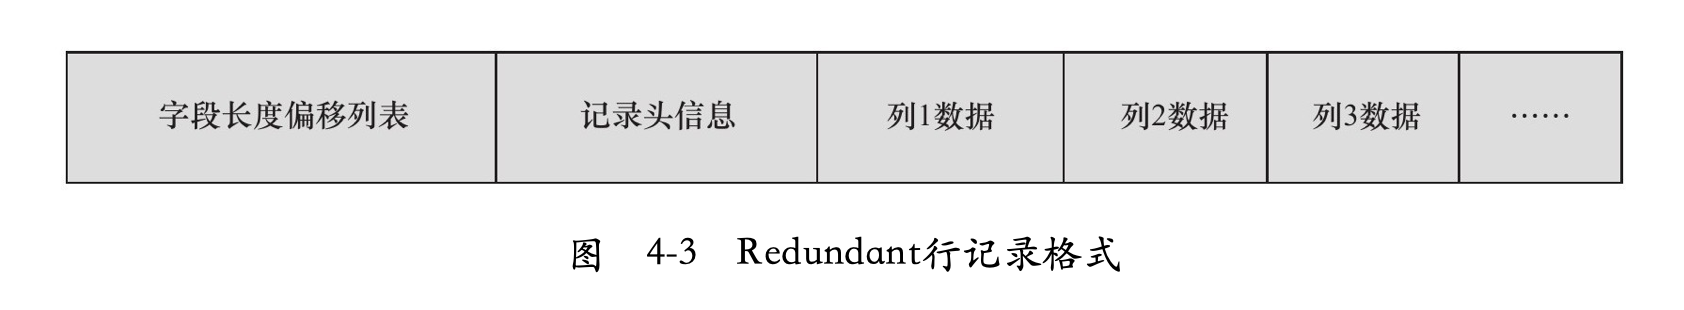 字段长度偏移列表 记录头信息 列1数据 列2数据 列3数据 ……
图 4-3 Redundant行记录格式